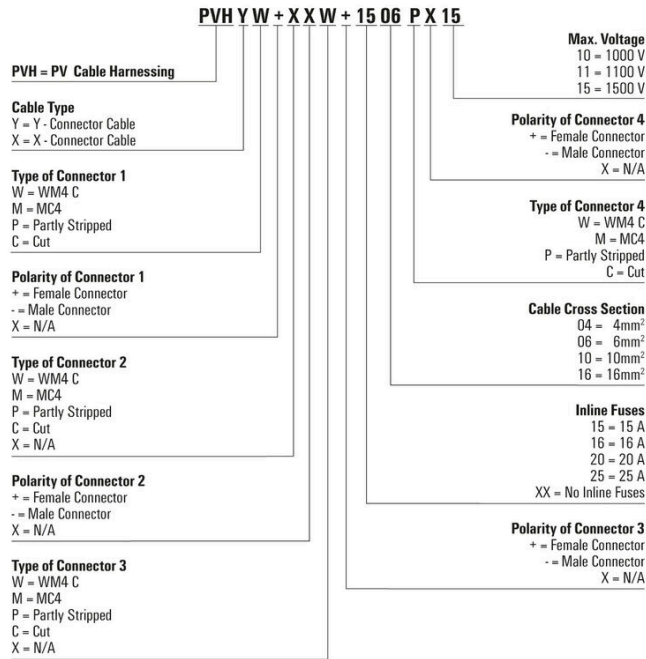 PVH Y W + X X W + 15 06 P X 15
PVH = PV Cable Harnessing
Cable Type
Y = Y - Connector Cable
X = X - Connector Cable
Type of Connector 1
W = WM4 C
M = MC4
P = Partly Stripped
C = Cut
Polarity of Connector 1
+ = Female Connector
- = Male Connector
X = N/A
Type of Connector 2
W = WM4 C
M = MC4
P = Partly Stripped
C = Cut
X = N/A
Polarity of Connector 2
+ = Female Connector
- = Male Connector
X = N/A
Type of Connector 3
W = WM4 C
M = MC4
P = Partly Stripped
C = Cut
X = N/A
Max. Voltage
10 = 1000 V
11 = 1100 V
15 = 1500 V
Polarity of Connector 4
+ = Female Connector
- = Male Connector
X = N/A
Type of Connector 4
W = WM4 C
M = MC4
P = Partly Stripped
C = Cut
Cable Cross Section
04 = 4mm²
06 = 6mm²
10 = 10mm²
16 = 16mm²
Inline Fuses
15 = 15 A
16 = 16 A
20 = 20 A
25 = 25 A
XX = No Inline Fuses
Polarity of Connector 3
+ = Female Connector
- = Male Connector
X = N/A